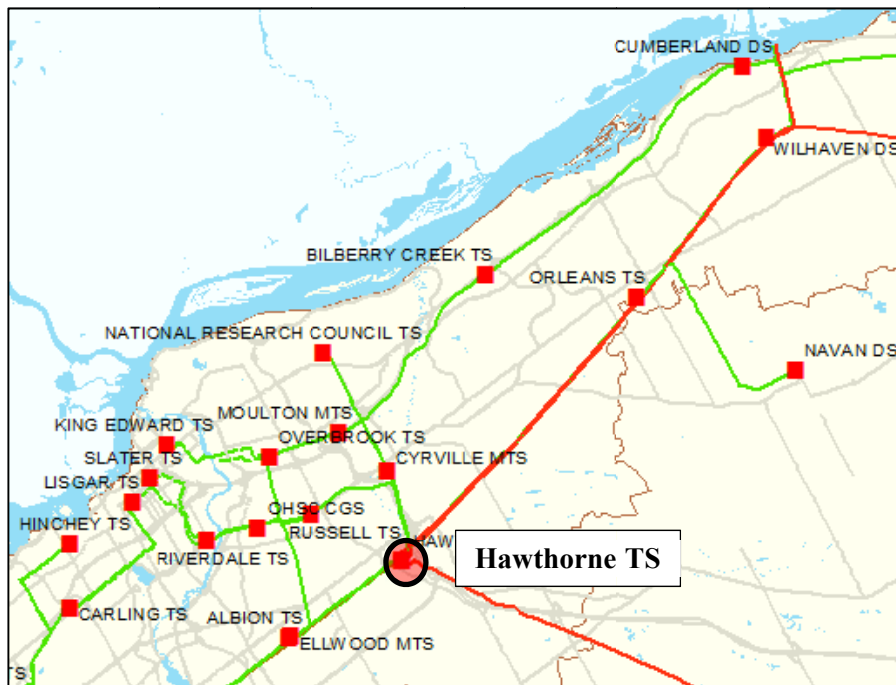 CUMBERLAND DS
WILHAVEN DS
BILBERRY CREEK TS
ORLEANS TS
NATIONAL RESEARCH COUNCIL TS
NAVAN DS
MOULTON MTS
KING EDWARD TS
OVERBROOK TS
SLATER TS
CYRVILLE MTS
LISGAR TS
OHSC CGS
HINCHEY TS
RUSSELL TS
HAW
Hawthorne TS
RIVERDALE TS
CARLING TS
ALBION TS
ELLWOOD MTS
TS